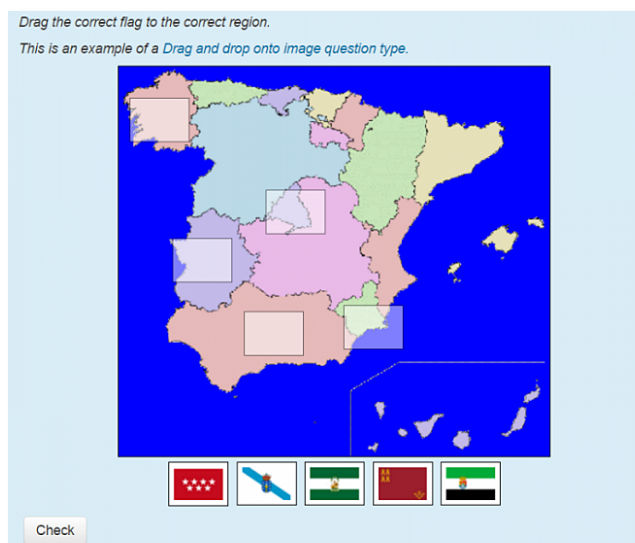 Drag the correct flag to the correct region.
This is an example of a Drag and drop onto image question type.
Check